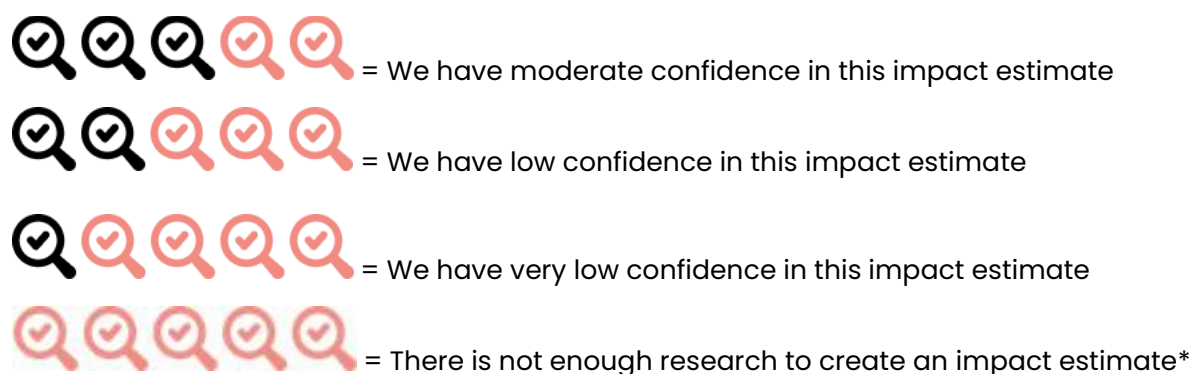 = We have moderate confidence in this impact estimate
= We have low confidence in this impact estimate
= We have very low confidence in this impact estimate
= There is not enough research to create an impact estimate*